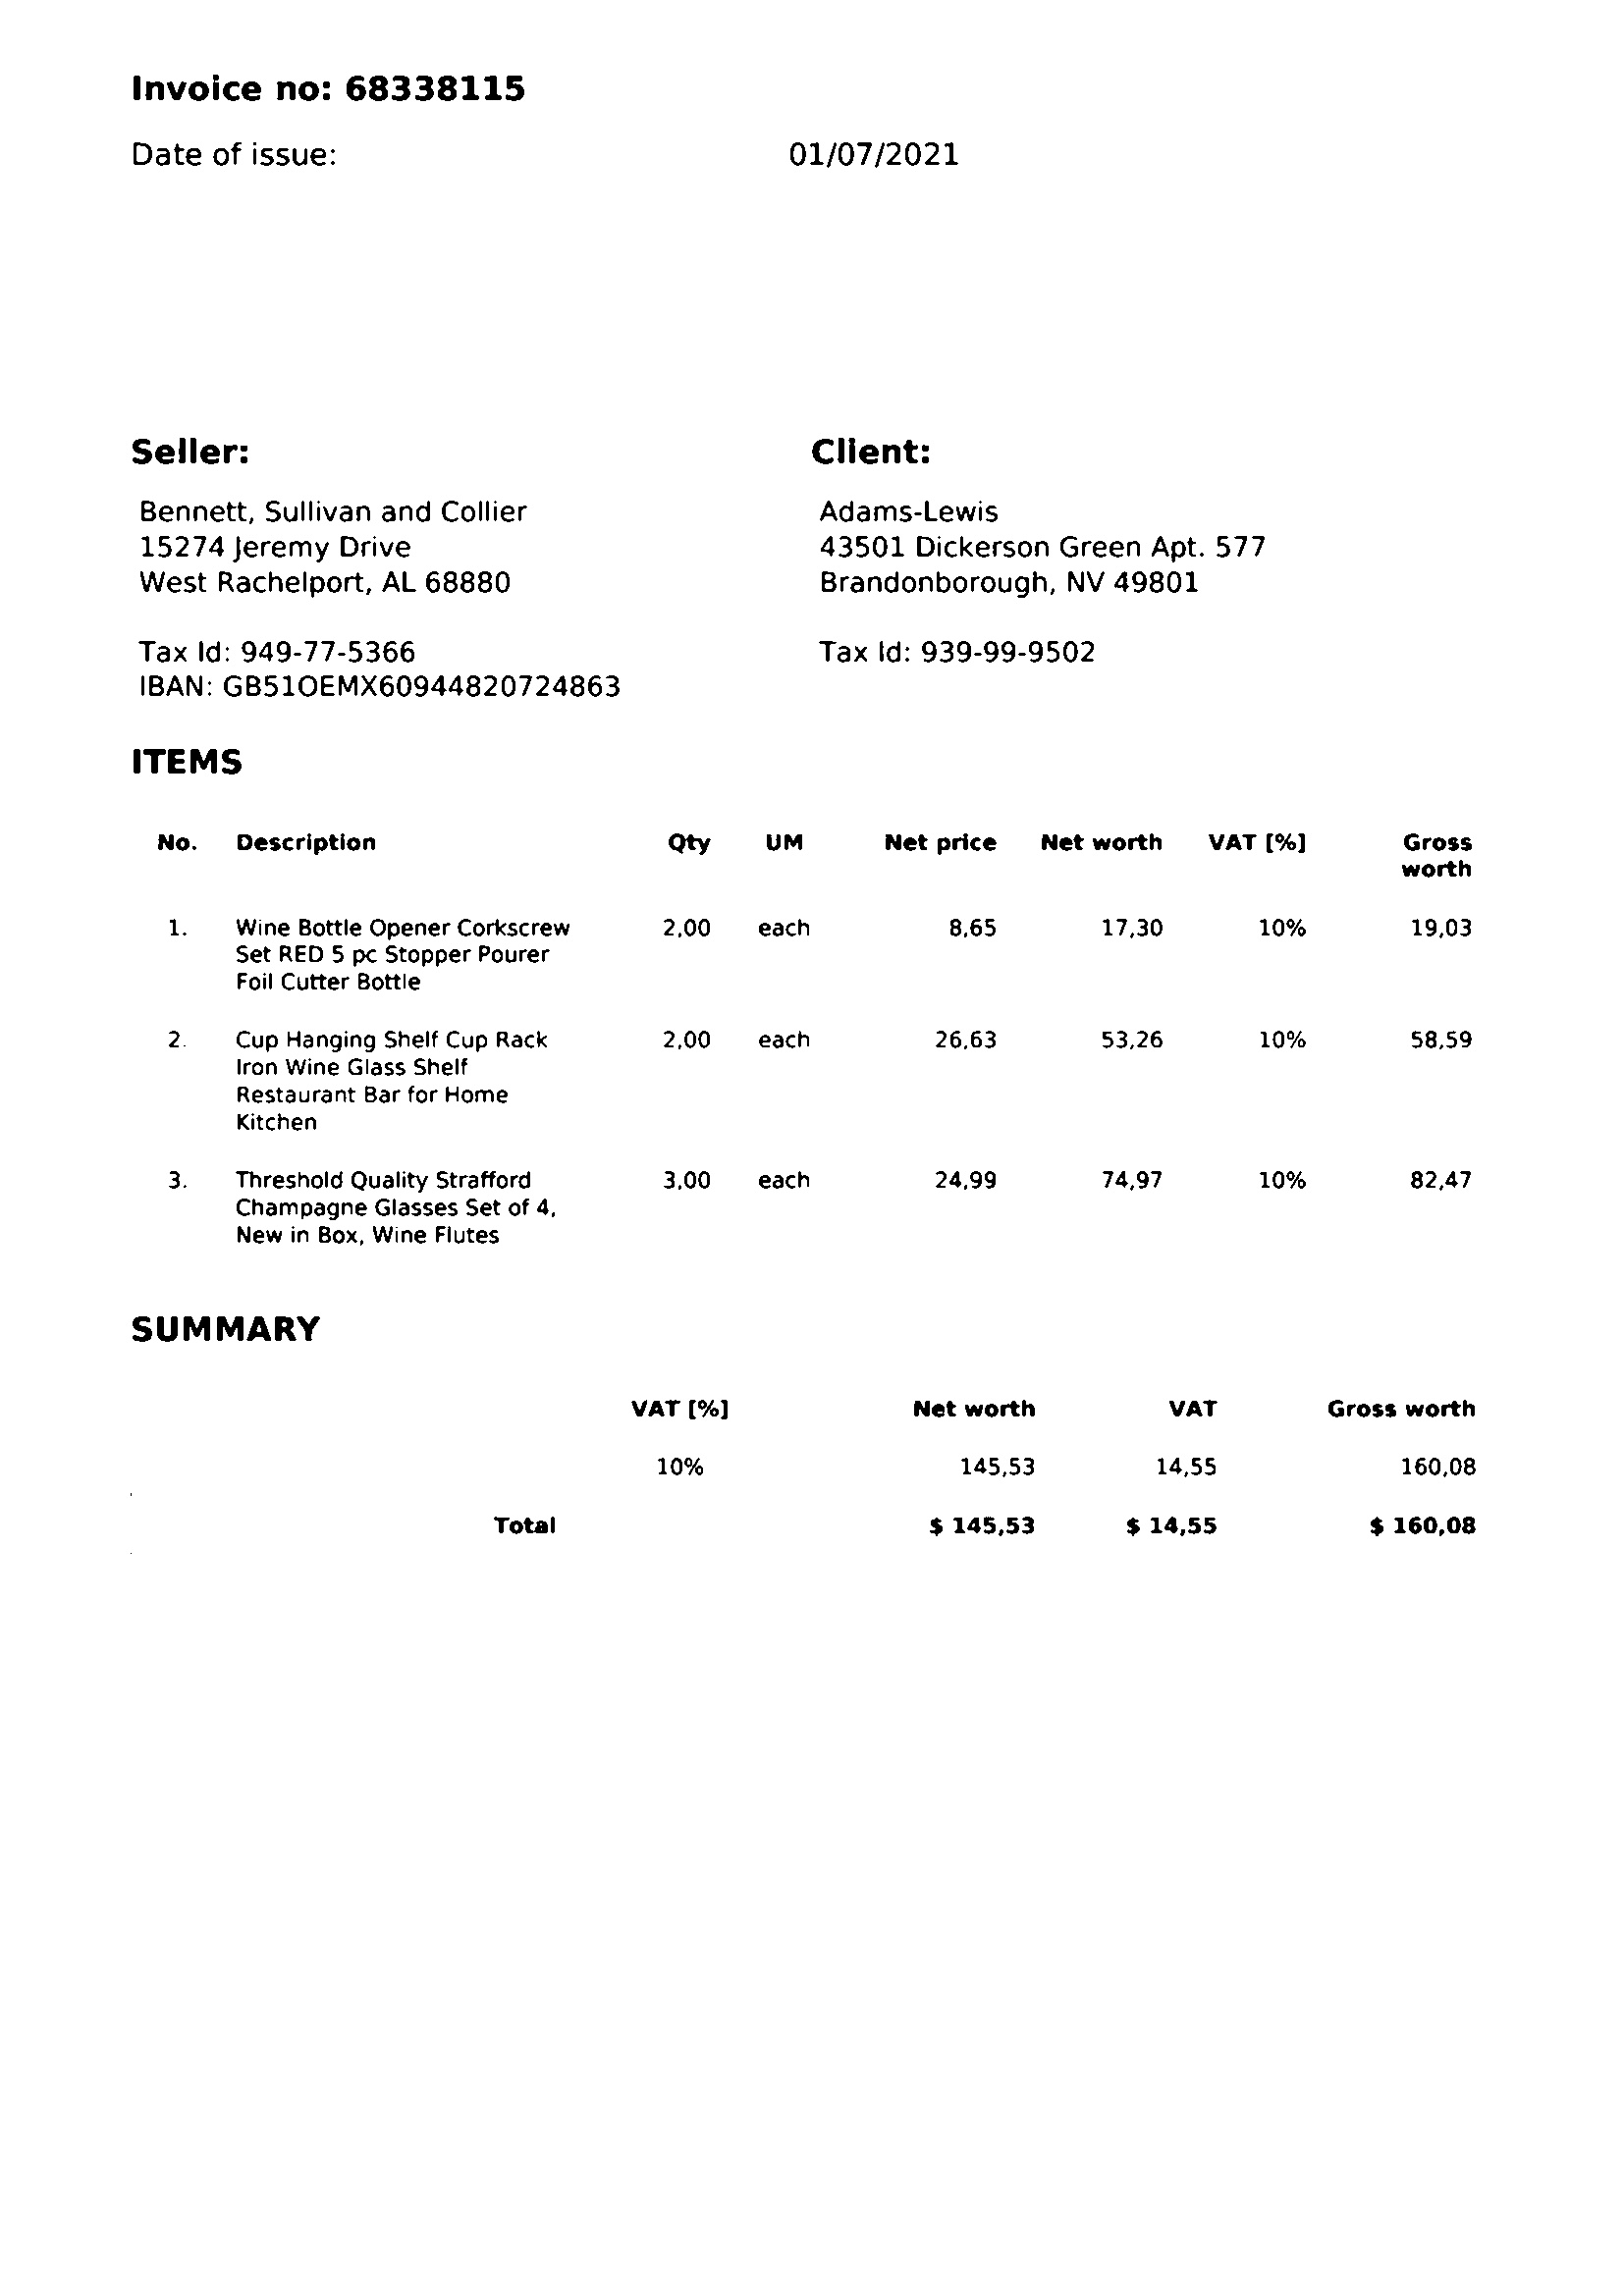 Invoice no: 68338115
Date of issue: 01/07/2021
Seller: Client:
Bennett, Sullivan and Collier Adams-Lewis
15274 Jeremy Drive 43501 Dickerson Green Apt. 577
West Rachelport, AL 68880 Brandonborough, NV 49801
Tax Id: 949-77-5366 Tax Id: 939-99-9502
IBAN: GB51OEMX60944820724863
ITEMS
No. Description Qty UM Net price Net worth VAT [%] Gross
worth
1. Wine Bottle Opener Corkscrew 2,00 each 8,65 17,30 10% 19,03
Set RED 5 pc Stopper Pourer
Foil Cutter Bottle
2. Cup Hanging Shelf Cup Rack 2,00 each 26,63 53,26 10% 58,59
Iron Wine Glass Shelf
Restaurant Bar for Home
Kitchen
3. Threshold Quality Strafford 3,00 each 24,99 74,97 10% 82,47
Champagne Glasses Set of 4,
New in Box, Wine Flutes
SUMMARY
VAT [%] Net worth VAT Gross worth
10% 145,53 14,55 160,08
Total $ 145,53 $ 14,55 $ 160,08